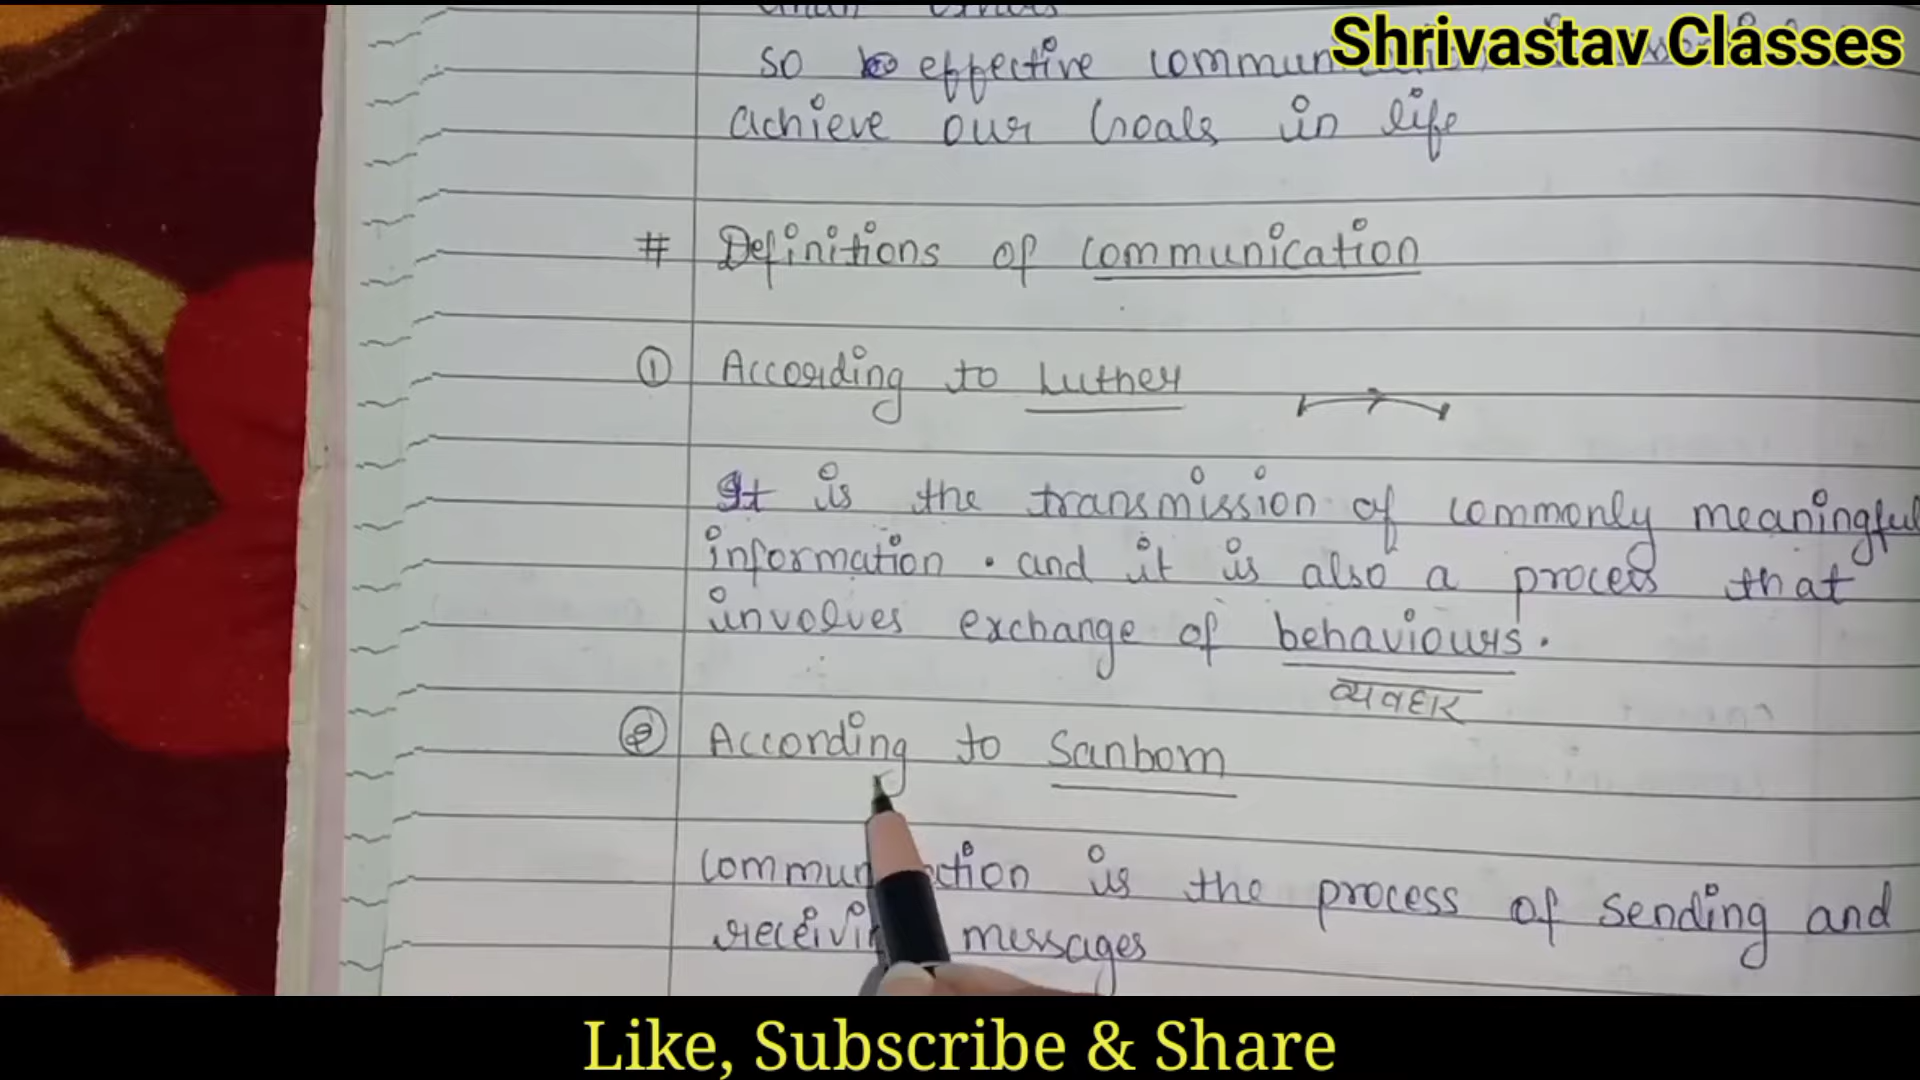 Shrivastav Classes
so effective
achieve our Goals in life
# Definitions of communication
① According to Luther
It is the transmission of commonly meaningful
information . and it is also a process that
involves exchange of behaviours .
व्यवहार
② According to Sanborn
is the process of sending and
messages
Like, Subscribe & Share